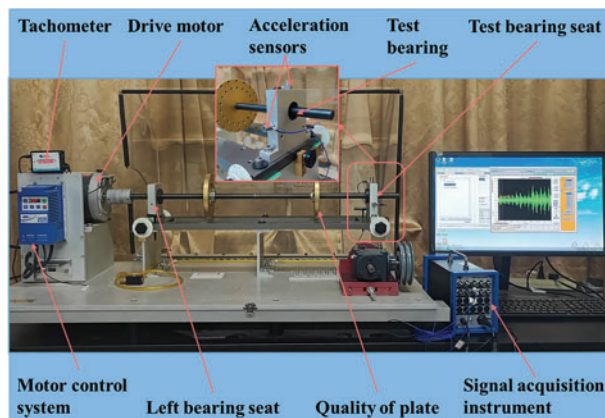 Tachometer
Drive motor
Acceleration
sensors
Test
bearing
Test bearing seat
Motor control
system
Left bearing seat
Quality of plate
Signal acquisition
instrument